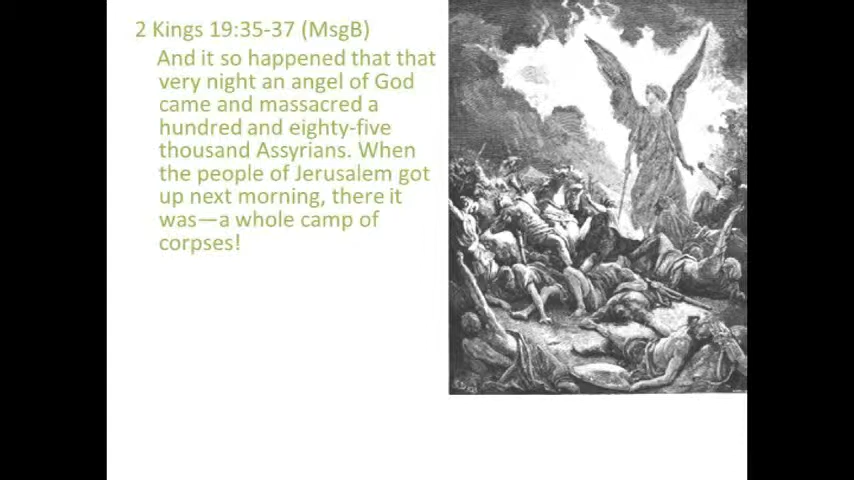 2 Kings 19:35-37 (MsgB)
And it so happened that that
very night an angel of God
came and massacred a
hundred and eighty-five
thousand Assyrians. When
the people of Jerusalem got
up next morning, there it
was—a whole camp of
corpses!